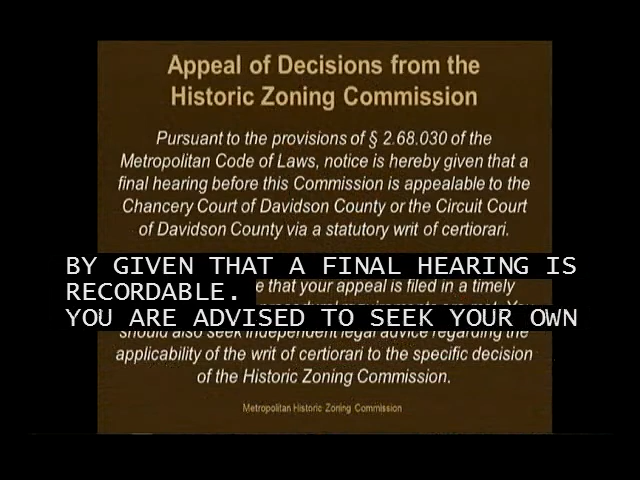 Appeal of Decisions from the
Historic Zoning Commission
Pursuant to the provisions of § 2.68.030 of the
Metropolitan Code of Laws, notice is hereby given that a
final hearing before this Commission is appealable to the
Chancery Court of Davidson County or the Circuit Court
of Davidson County via a statutory writ of certiorari.
BY GIVEN THAT A FINAL HEARING IS
RECORDABLE.
that your appeal is filed in a timely
YOU ARE ADVISED TO SEEK YOUR OWN
should also seek independent legal advice regarding the
applicability of the writ of certiorari to the specific decision
of the Historic Zoning Commission.
Metropolitan Historic Zoning Commission